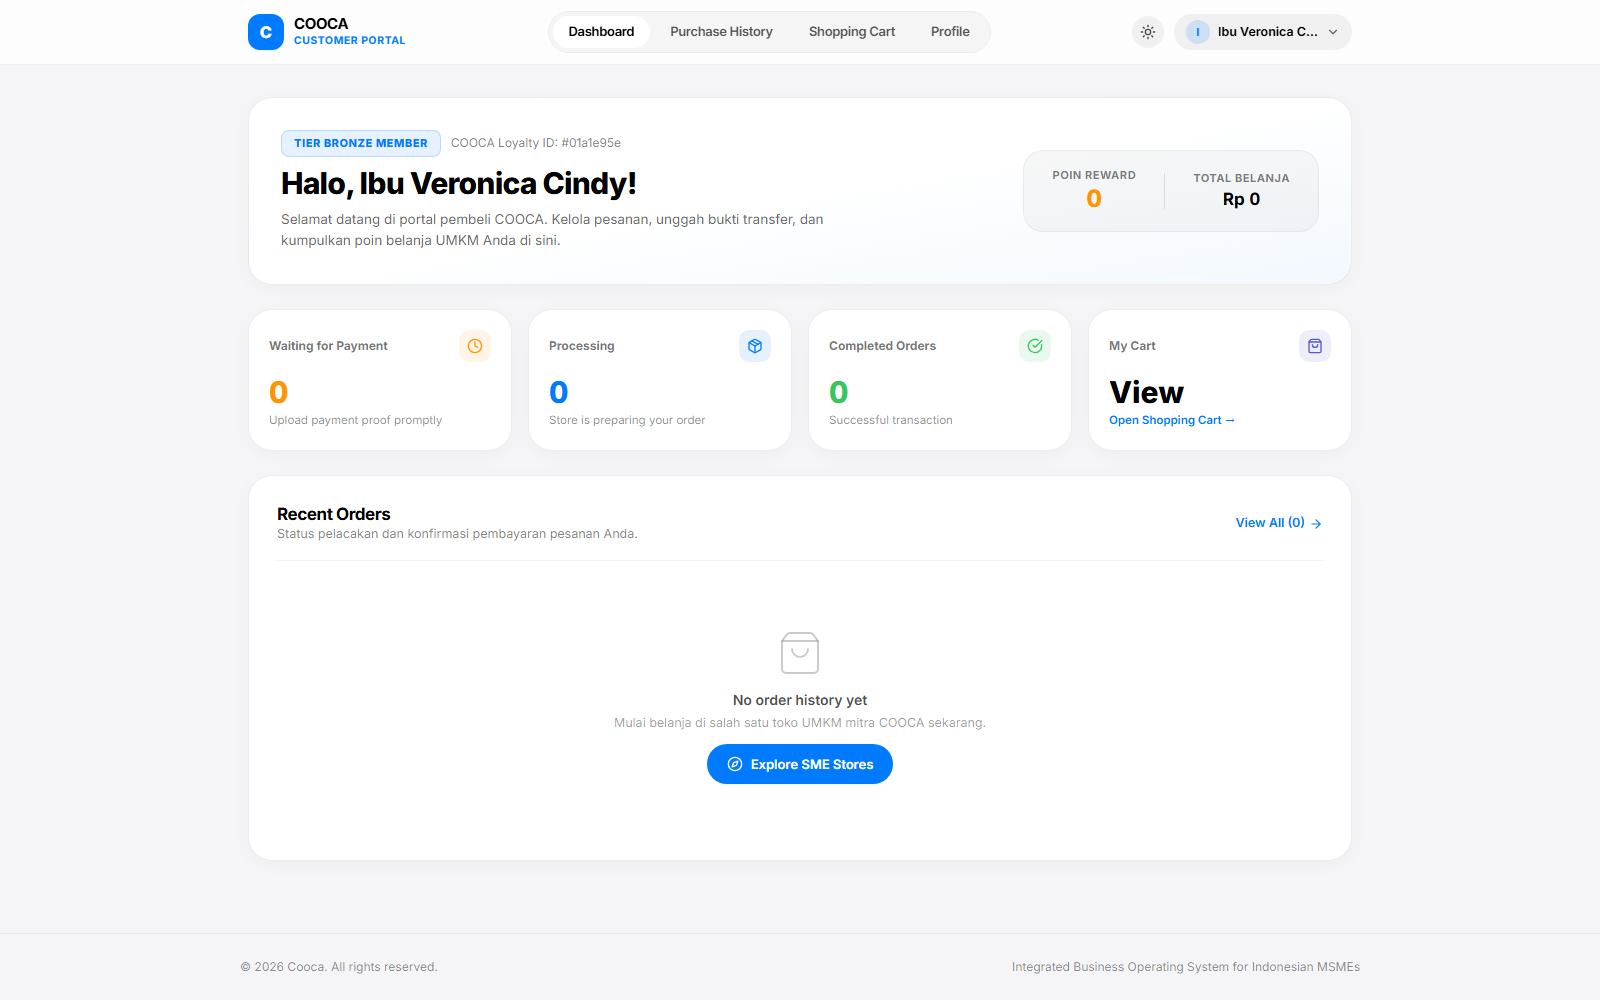 C
COOCA
CUSTOMER PORTAL
Dashboard
Purchase History
Shopping Cart
Profile
I
Ibu Veronica C...
TIER BRONZE MEMBER
COOCA Loyalty ID: #01a1e95e
Halo, Ibu Veronica Cindy!
Selamat datang di portal pembeli COOCA. Kelola pesanan, unggah bukti transfer, dan
kumpulkan poin belanja UMKM Anda di sini.
POIN REWARD
0
TOTAL BELANJA
Rp 0
Waiting for Payment
0
Upload payment proof promptly
Processing
0
Store is preparing your order
Completed Orders
0
Successful transaction
My Cart
View
Open Shopping Cart →
Recent Orders
Status pelacakan dan konfirmasi pembayaran pesanan Anda.
View All (0) →
No order history yet
Mulai belanja di salah satu toko UMKM mitra COOCA sekarang.
Explore SME Stores
© 2026 Cooca. All rights reserved.
Integrated Business Operating System for Indonesian MSMEs